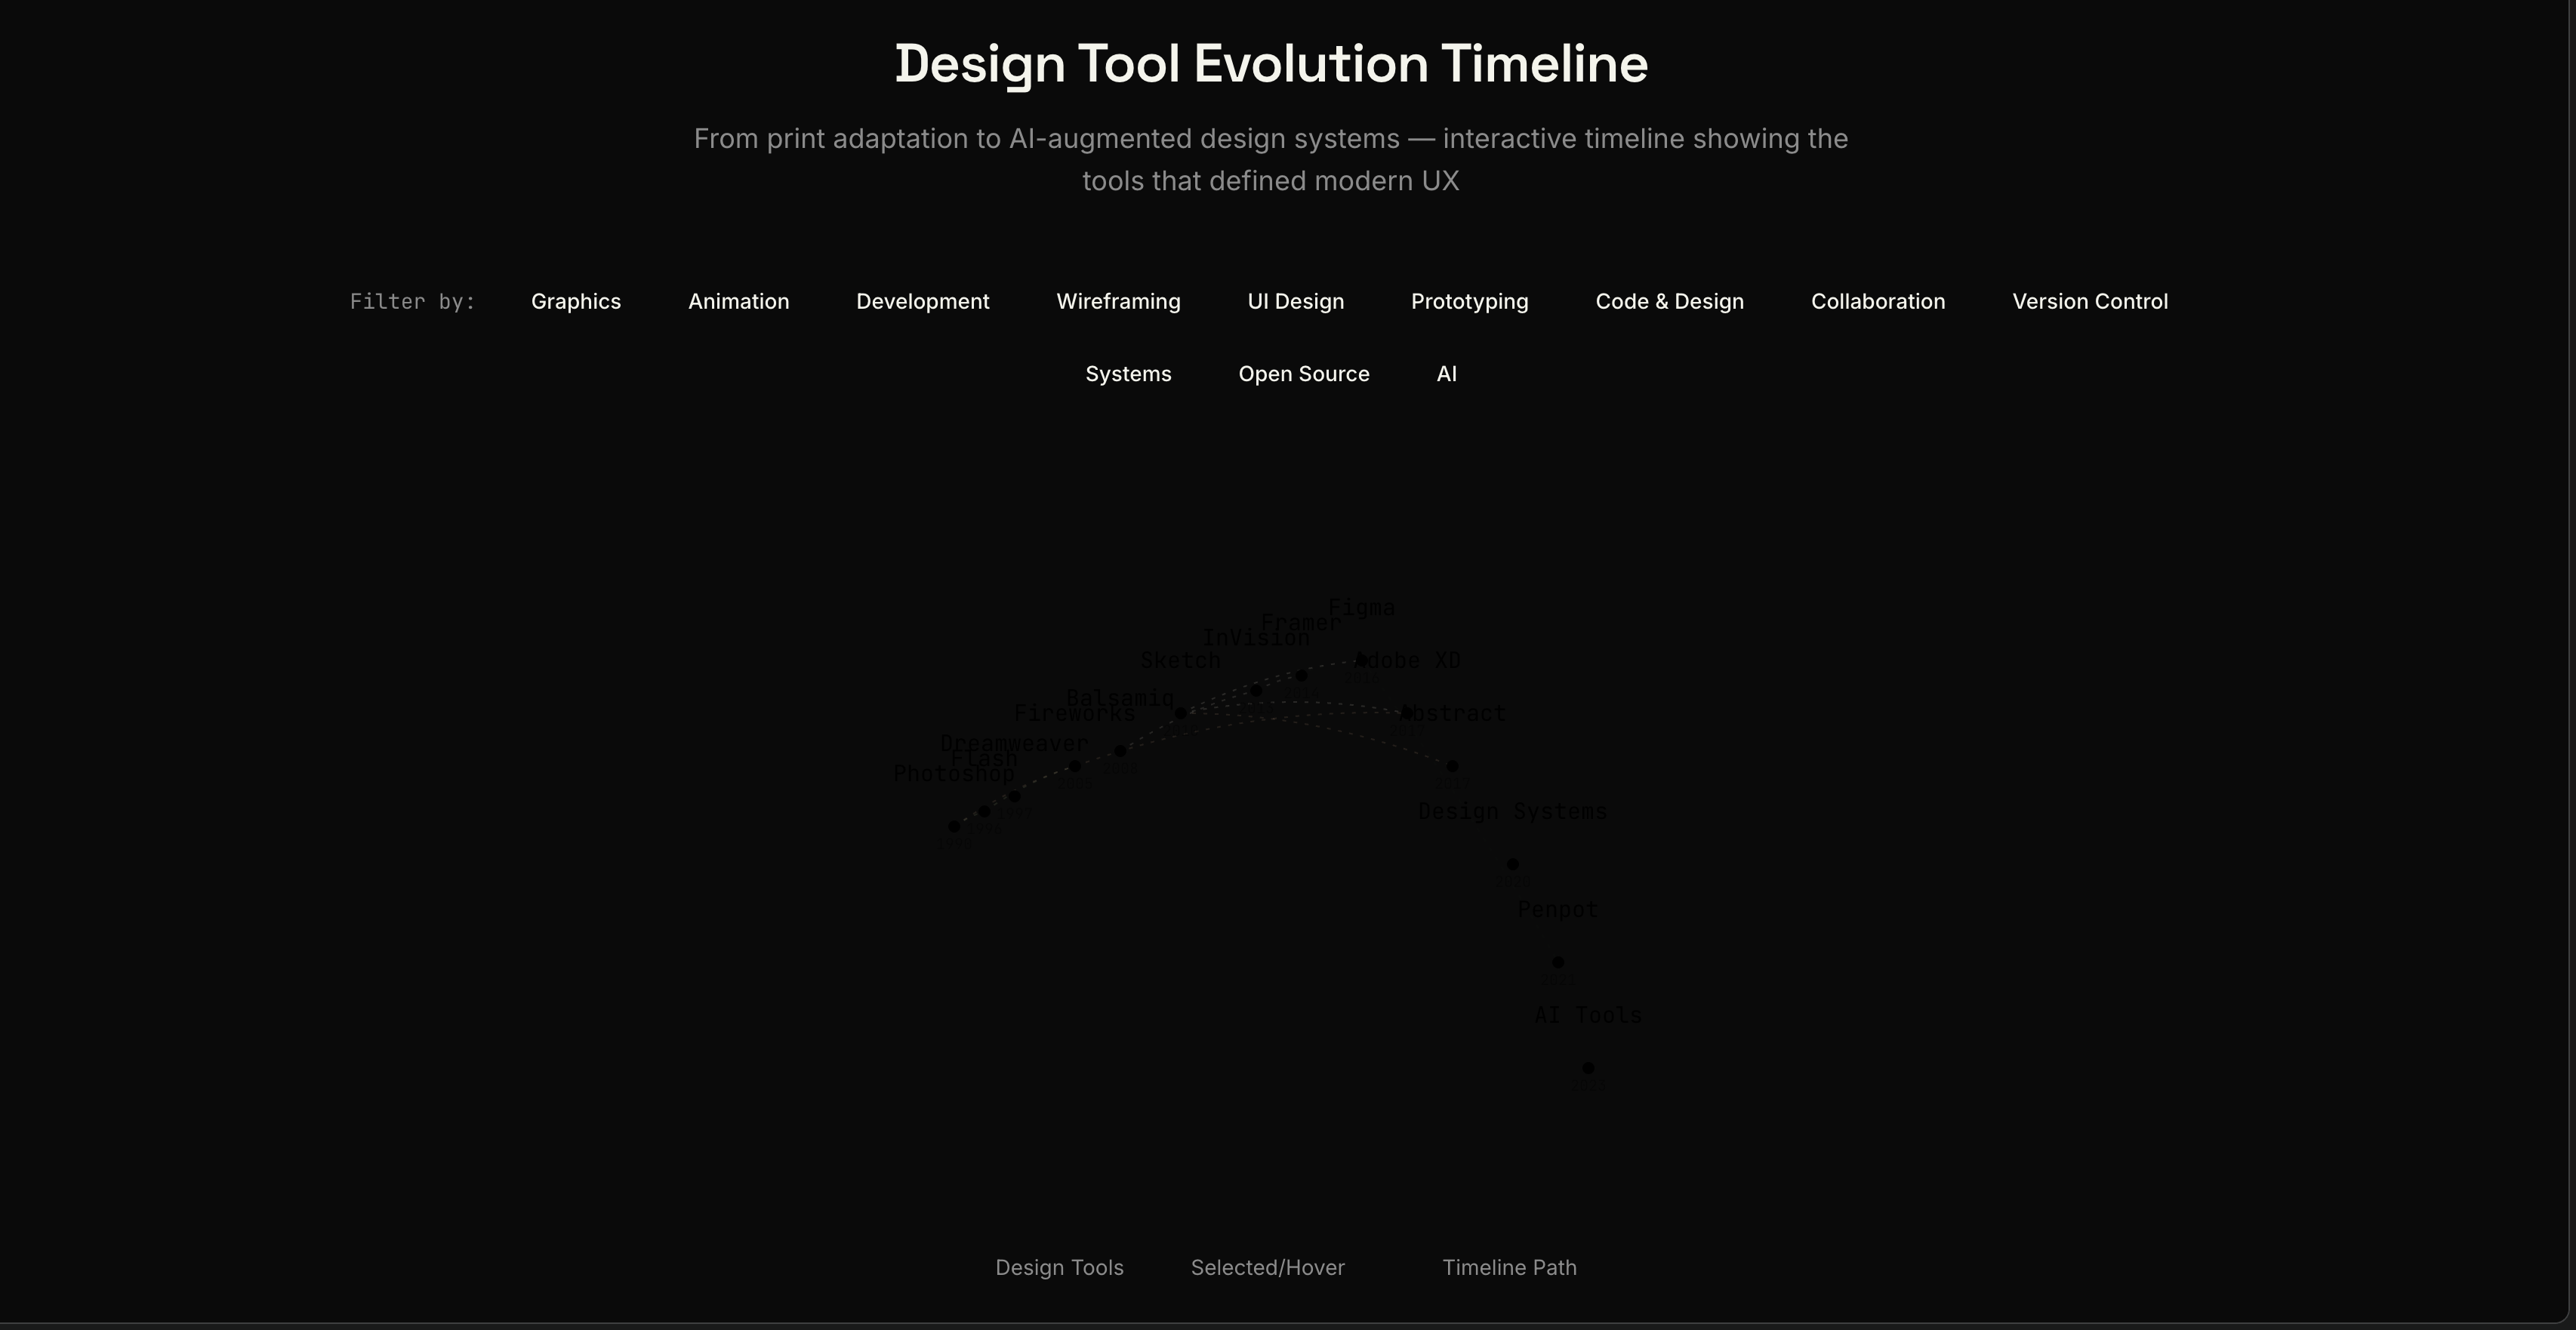 Design Tool Evolution Timeline
From print adaptation to AI-augmented design systems — interactive timeline showing the
tools that defined modern UX
Filter by: Graphics Animation Development Wireframing UI Design Prototyping Code & Design Collaboration Version Control
Systems Open Source AI
Figma
Framer
InVision
Sketch
Adobe XD
Balsamiq
Fireworks
Abstract
Dreamweaver
Flash
Photoshop
Design Systems
Penpot
AI Tools
Design Tools Selected/Hover Timeline Path